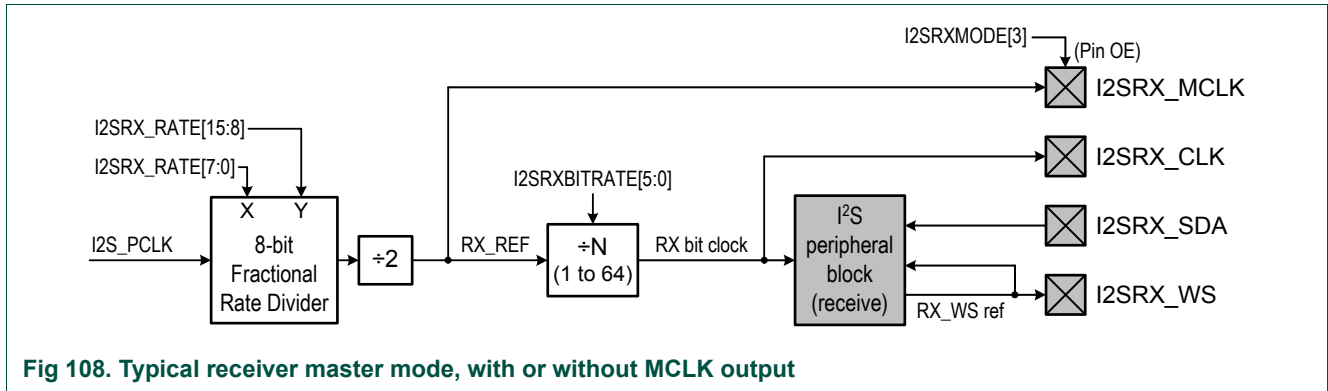 I2SRXMODE[3]
(Pin OE)
I2SRX_MCLK
I2SRX_RATE[15:8]
I2SRX_RATE[7:0]
I2SRX_CLK
I2SRXBITRATE[5:0]
X Y
8-bit
Fractional
Rate Divider
I2S_PCLK
÷2
RX_REF
÷N
(1 to 64)
RX bit clock
I²S
peripheral
block
(receive)
I2SRX_SDA
RX_WS ref
I2SRX_WS
Fig 108. Typical receiver master mode, with or without MCLK output